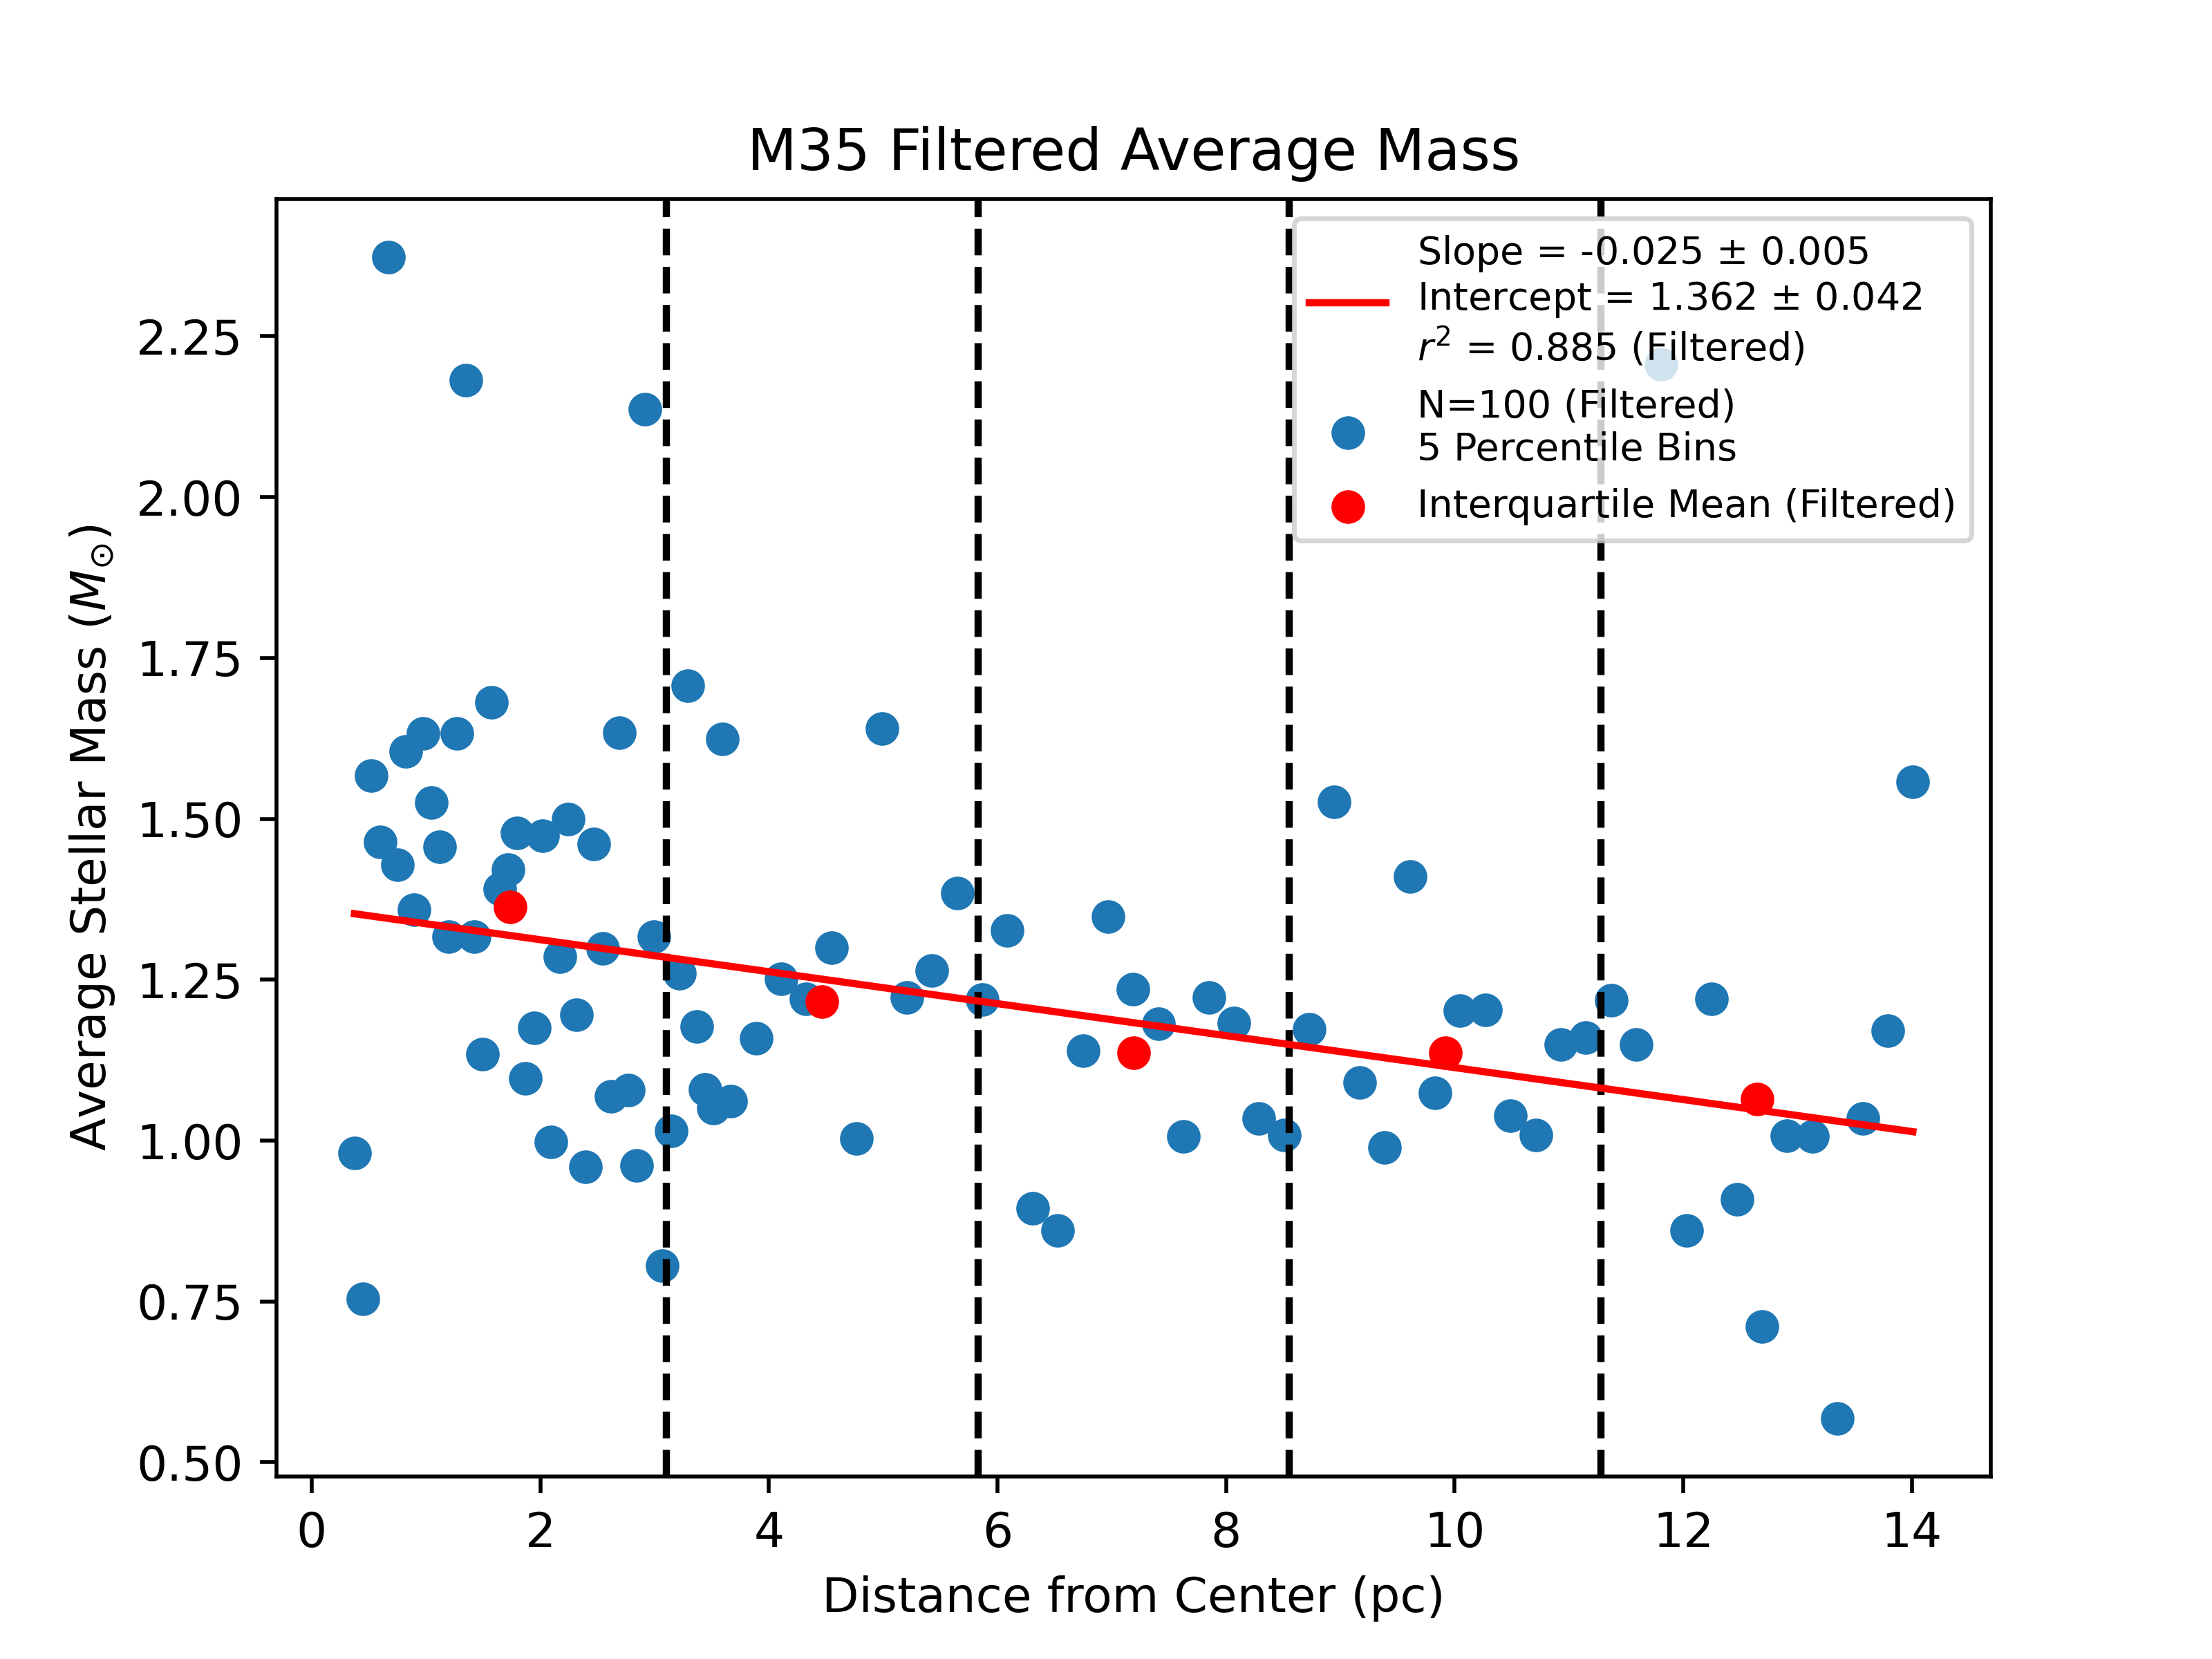 M35 Filtered Average Mass
Slope = -0.025 ± 0.005
Intercept = 1.362 ± 0.042
r² = 0.885 (Filtered)
N=100 (Filtered)
5 Percentile Bins
Interquartile Mean (Filtered)
Average Stellar Mass (M⊙)
2.25
2.00
1.75
1.50
1.25
1.00
0.75
0.50
0 2 4 6 8 10 12 14
Distance from Center (pc)